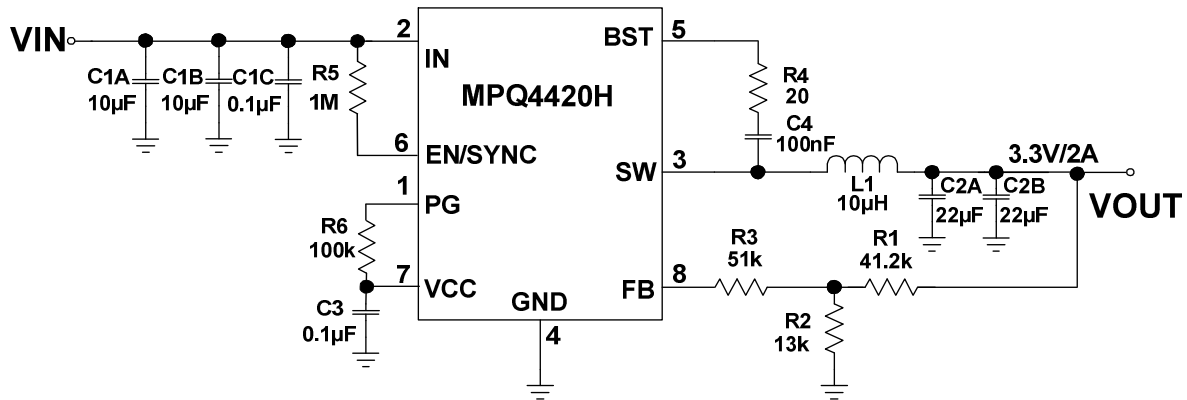 VIN
C1A
10µF
C1B
10µF
C1C
0.1µF
R5
1M
2
IN
MPQ4420H
BST
5
R4
20
C4
100nF
6
EN/SYNC
SW
3
L1
10µH
3.3V/2A
C2A
22µF
C2B
22µF
VOUT
1
PG
R6
100k
7
VCC
C3
0.1µF
GND
4
FB
8
R3
51k
R1
41.2k
R2
13k